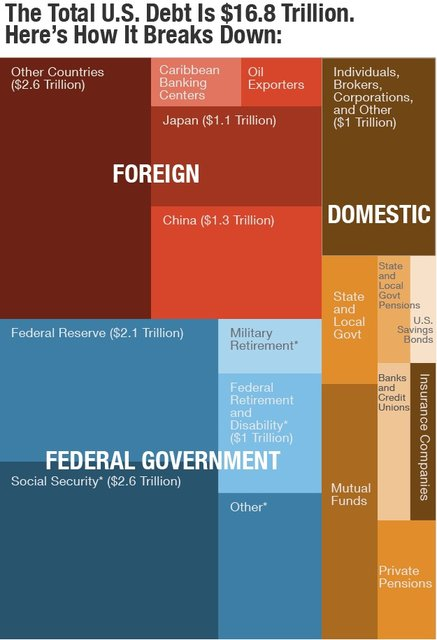 The Total U.S. Debt Is $16.8 Trillion.
Here's How It Breaks Down:
Other Countries
($2.6 Trillion)
Caribbean
Banking
Centers
Oil
Exporters
Japan ($1.1 Trillion)
FOREIGN
China ($1.3 Trillion)
Individuals,
Brokers,
Corporations,
and Other
($1 Trillion)
DOMESTIC
State
and
Local
Govt
State
and
Local
Govt
Pensions
U.S.
Savings
Bonds
Banks
and
Credit
Unions
Insurance Companies
Mutual
Funds
Private
Pensions
Federal Reserve ($2.1 Trillion)
Military
Retirement*
Federal
Retirement
and
Disability*
($1 Trillion)
FEDERAL GOVERNMENT
Social Security* ($2.6 Trillion)
Other*